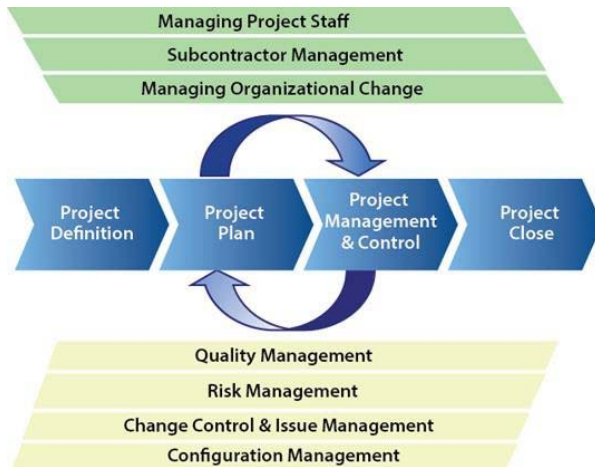 Managing Project Staff
Subcontractor Management
Managing Organizational Change
Project
Definition
Project
Plan
Project
Management
& Control
Project
Close
Quality Management
Risk Management
Change Control & Issue Management
Configuration Management